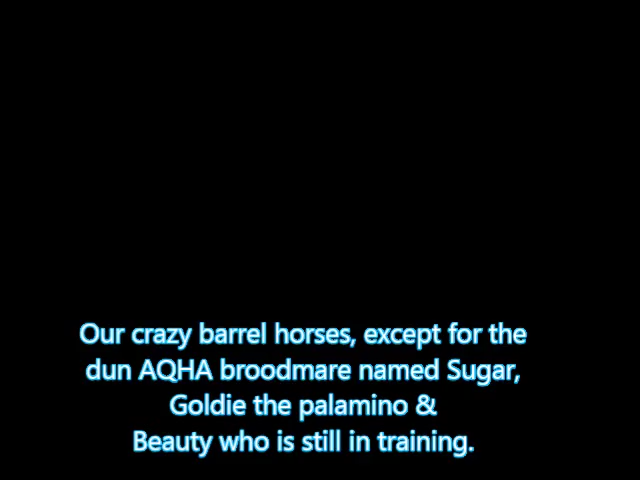 Our crazy barrel horses, except for the
dun AQHA broodmare named Sugar,
Goldie the palamino &
Beauty who is still in training.